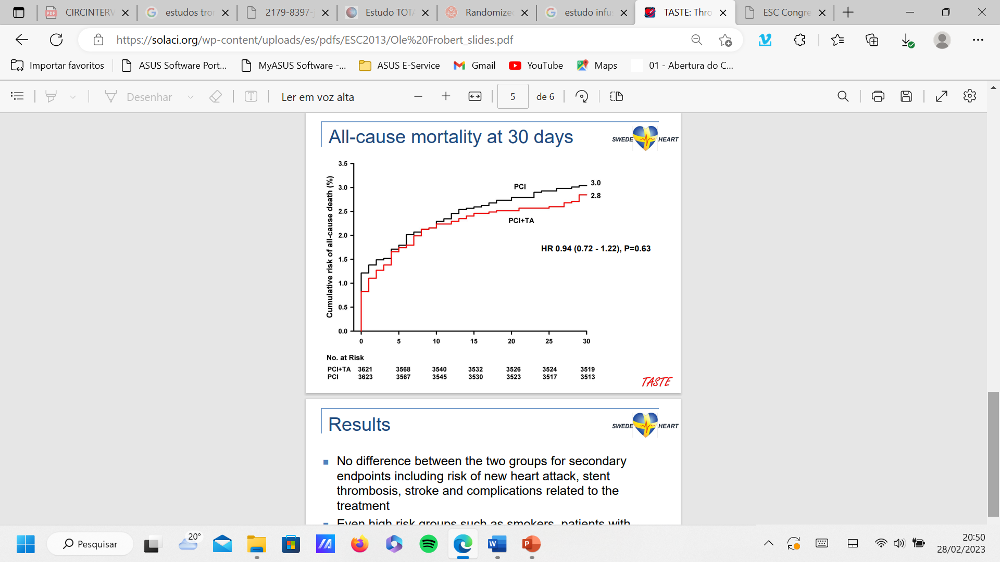 CIRCINTERV
estudos tro
2179-8397-
Estudo TOTA
Randomize
estudo infu
TASTE: Thro
ESC Congre
https://solaci.org/wp-content/uploads/es/pdfs/ESC2013/Ole%20Frobert_slides.pdf
Importar favoritos
ASUS Software Port...
MyASUS Software -...
ASUS E-Service
Gmail
YouTube
Maps
01 - Abertura do C...
Desenhar
Ler em voz alta
5
de 6
All-cause mortality at 30 days
SWEDE HEART
Cumulative risk of all-cause death (%)
3.5
3.0
2.5
2.0
1.5
1.0
0.5
0.0
PCI
3.0
2.8
PCI+TA
HR 0.94 (0.72 - 1.22), P=0.63
0 5 10 15 20 25 30
No. at Risk
PCI+TA 3621 3568 3540 3532 3526 3524 3519
PCI 3623 3567 3545 3530 3523 3517 3513
TASTE
Results
SWEDE HEART
No difference between the two groups for secondary
endpoints including risk of new heart attack, stent
thrombosis, stroke and complications related to the
treatment
Even high risk groups such as smokers, patients with
20°
Pesquisar
20:50
28/02/2023